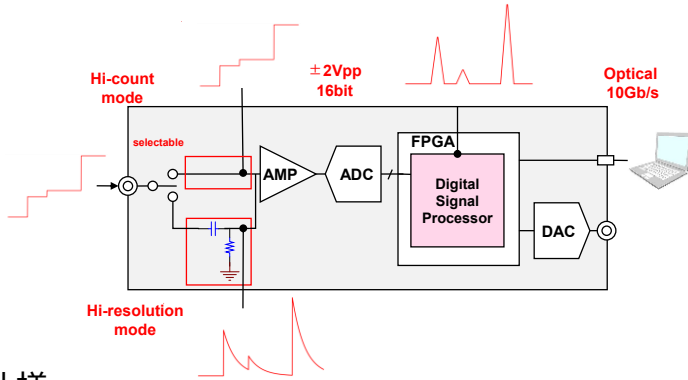 Hi-count
mode
±2Vpp
16bit
Optical
10Gb/s
selectable
FPGA
AMP
ADC
Digital
Signal
Processor
DAC
Hi-resolution
mode